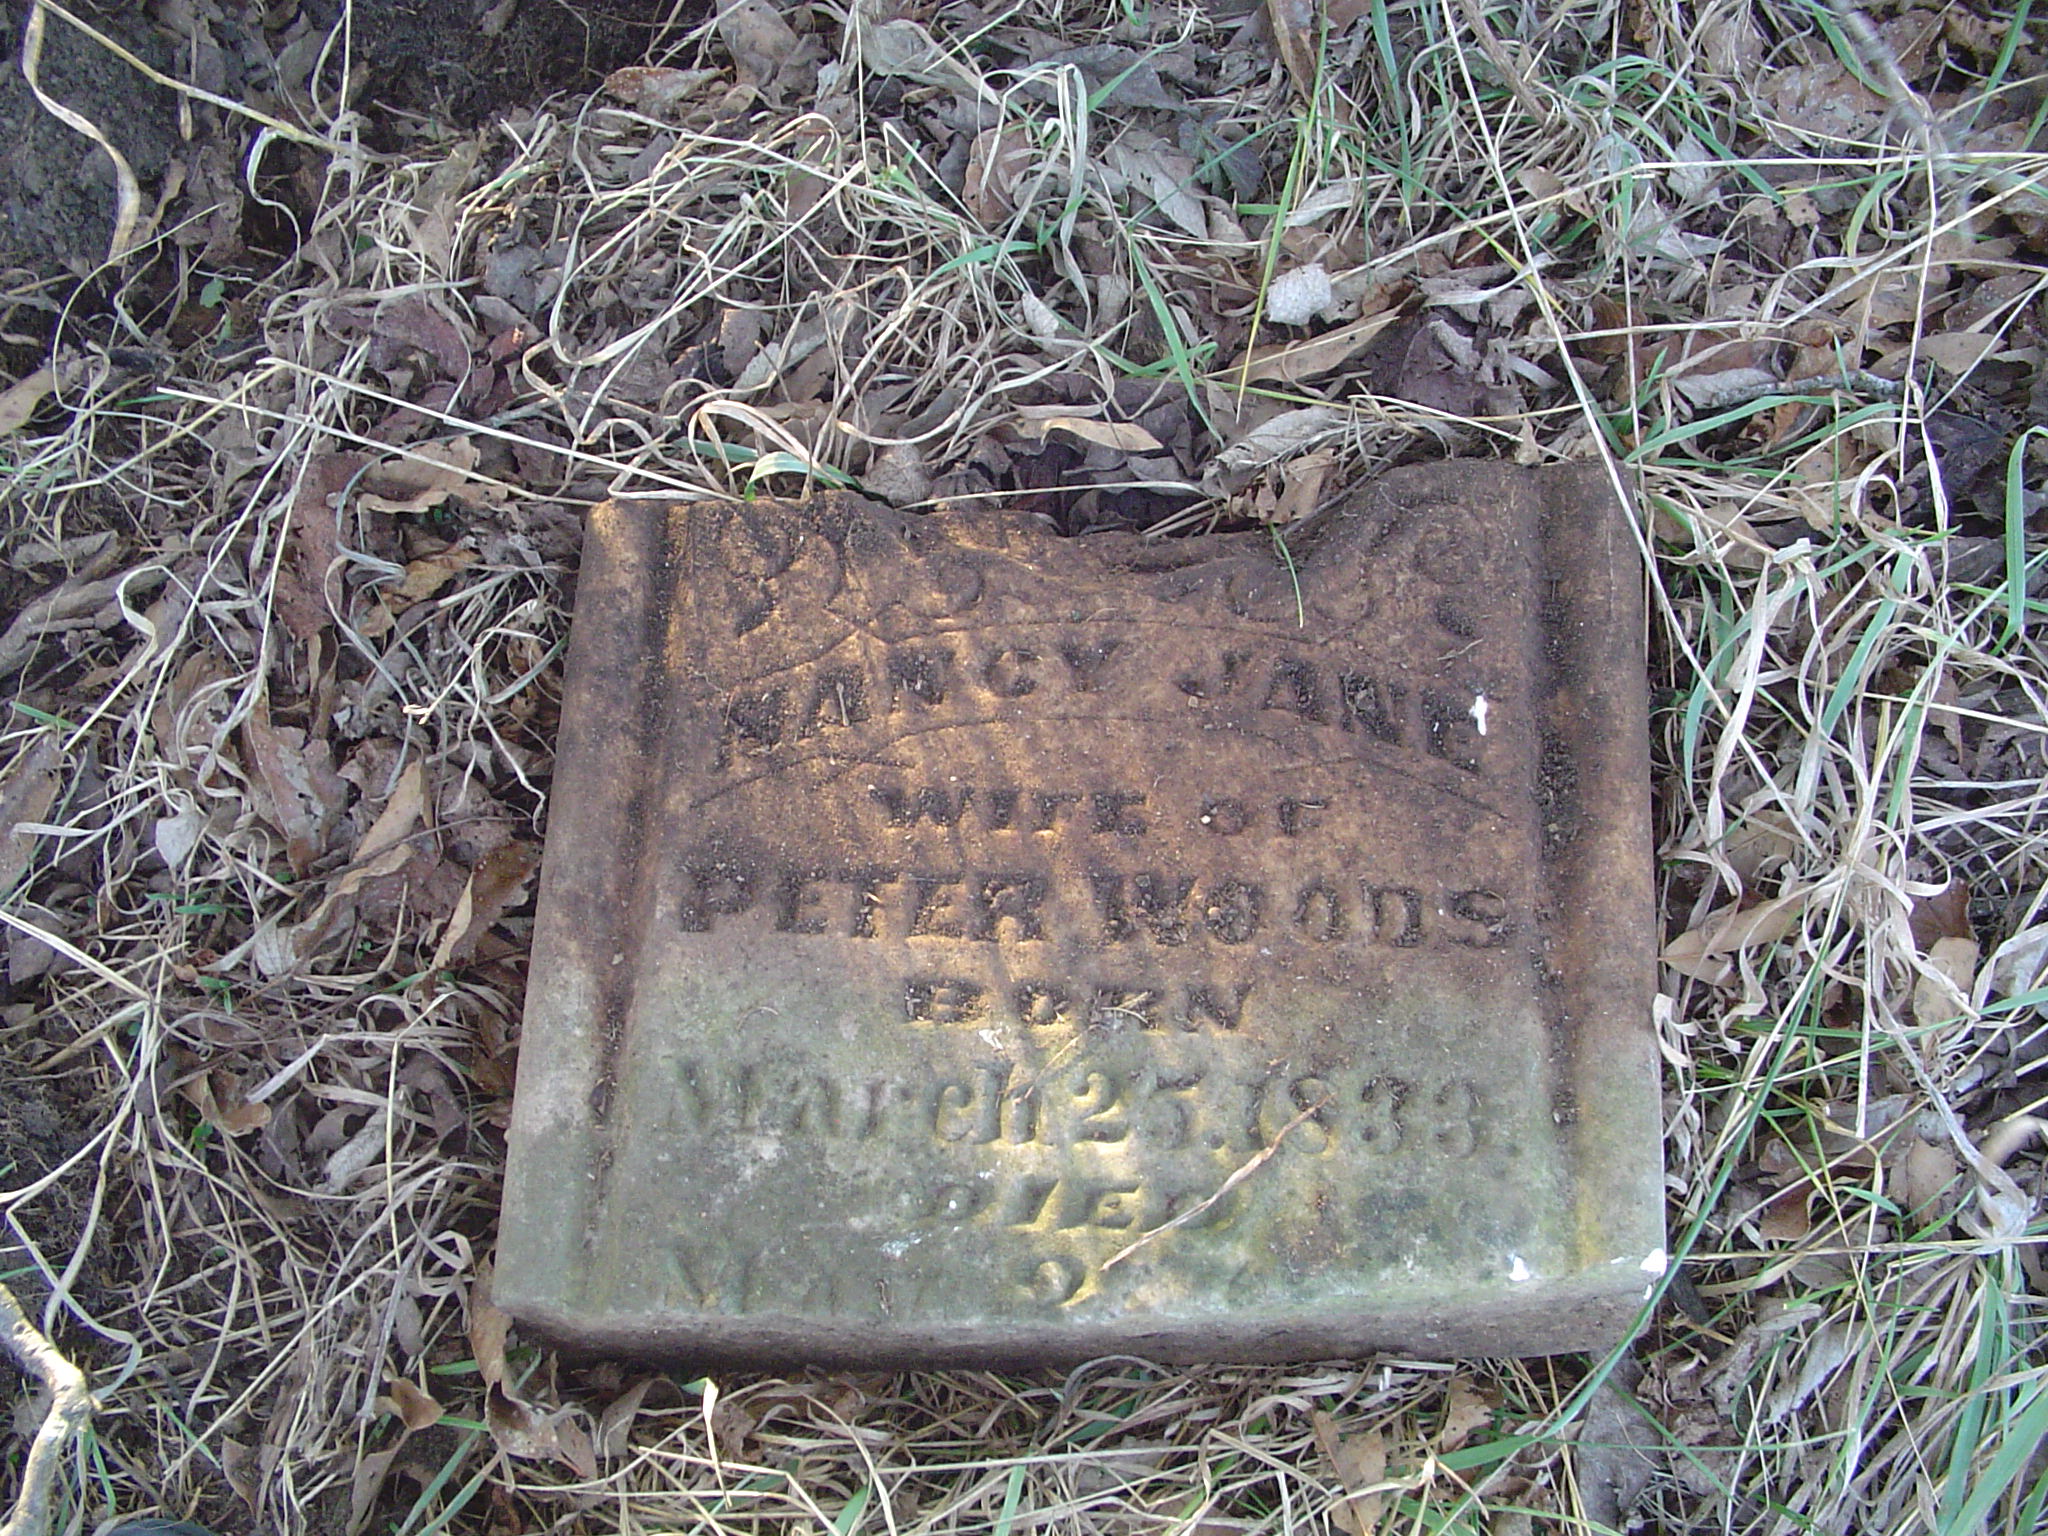 NANCY JANE
WIFE OF
PETER WOODS
BORN
March 25. 1833.
DIED